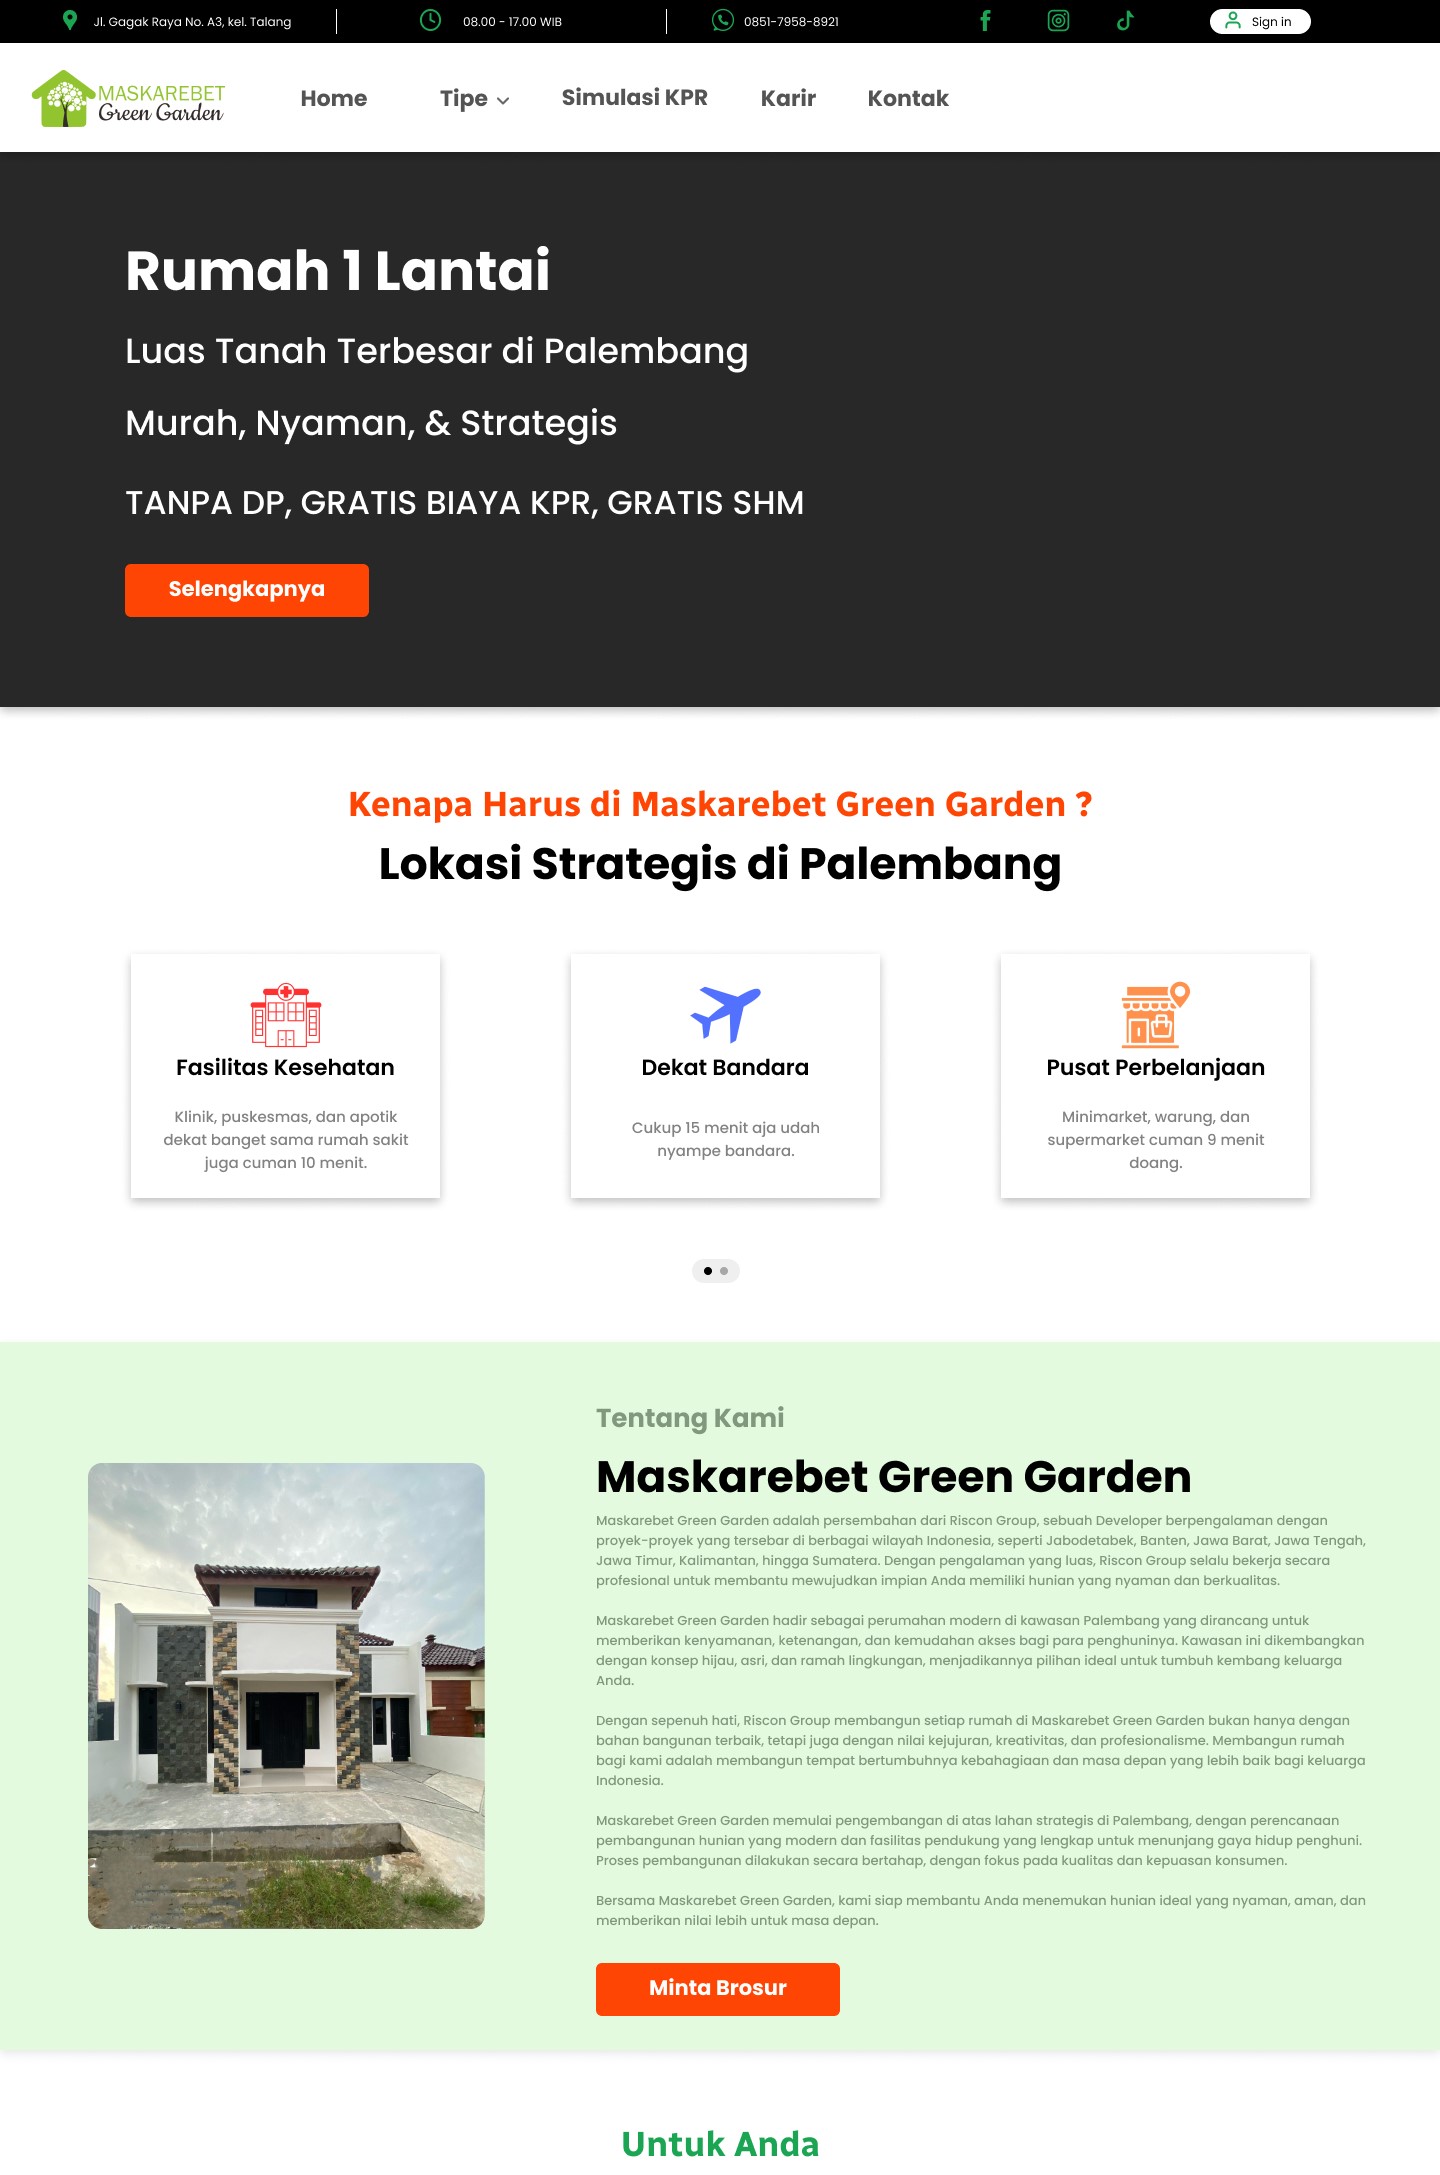 Jl. Gagak Raya No. A3, kel. Talang
08.00 - 17.00 WIB
0851-7958-8921
Sign in
MASKAREBET
Green Garden
Home
Tipe
Simulasi KPR
Karir
Kontak
Rumah 1 Lantai
Luas Tanah Terbesar di Palembang
Murah, Nyaman, & Strategis
TANPA DP, GRATIS BIAYA KPR, GRATIS SHM
Selengkapnya
Kenapa Harus di Maskarebet Green Garden ?
Lokasi Strategis di Palembang
Fasilitas Kesehatan
Klinik, puskesmas, dan apotik
dekat banget sama rumah sakit
juga cuman 10 menit.
Dekat Bandara
Cukup 15 menit aja udah
nyampe bandara.
Pusat Perbelanjaan
Minimarket, warung, dan
supermarket cuman 9 menit
doang.
Tentang Kami
Maskarebet Green Garden
Maskarebet Green Garden adalah persembahan dari Riscon Group, sebuah Developer berpengalaman dengan
proyek-proyek yang tersebar di berbagai wilayah Indonesia, seperti Jabodetabek, Banten, Jawa Barat, Jawa Tengah,
Jawa Timur, Kalimantan, hingga Sumatera. Dengan pengalaman yang luas, Riscon Group selalu bekerja secara
profesional untuk membantu mewujudkan impian Anda memiliki hunian yang nyaman dan berkualitas.
Maskarebet Green Garden hadir sebagai perumahan modern di kawasan Palembang yang dirancang untuk
memberikan kenyamanan, ketenangan, dan kemudahan akses bagi para penghuninya. Kawasan ini dikembangkan
dengan konsep hijau, asri, dan ramah lingkungan, menjadikannya pilihan ideal untuk tumbuh kembang keluarga
Anda.
Dengan sepenuh hati, Riscon Group membangun setiap rumah di Maskarebet Green Garden bukan hanya dengan
bahan bangunan terbaik, tetapi juga dengan nilai kejujuran, kreativitas, dan profesionalisme. Membangun rumah
bagi kami adalah membangun tempat bertumbuhnya kebahagiaan dan masa depan yang lebih baik bagi keluarga
Indonesia.
Maskarebet Green Garden memulai pengembangan di atas lahan strategis di Palembang, dengan perencanaan
pembangunan hunian yang modern dan fasilitas pendukung yang lengkap untuk menunjang gaya hidup penghuni.
Proses pembangunan dilakukan secara bertahap, dengan fokus pada kualitas dan kepuasan konsumen.
Bersama Maskarebet Green Garden, kami siap membantu Anda menemukan hunian ideal yang nyaman, aman, dan
memberikan nilai lebih untuk masa depan.
Minta Brosur
Untuk Anda